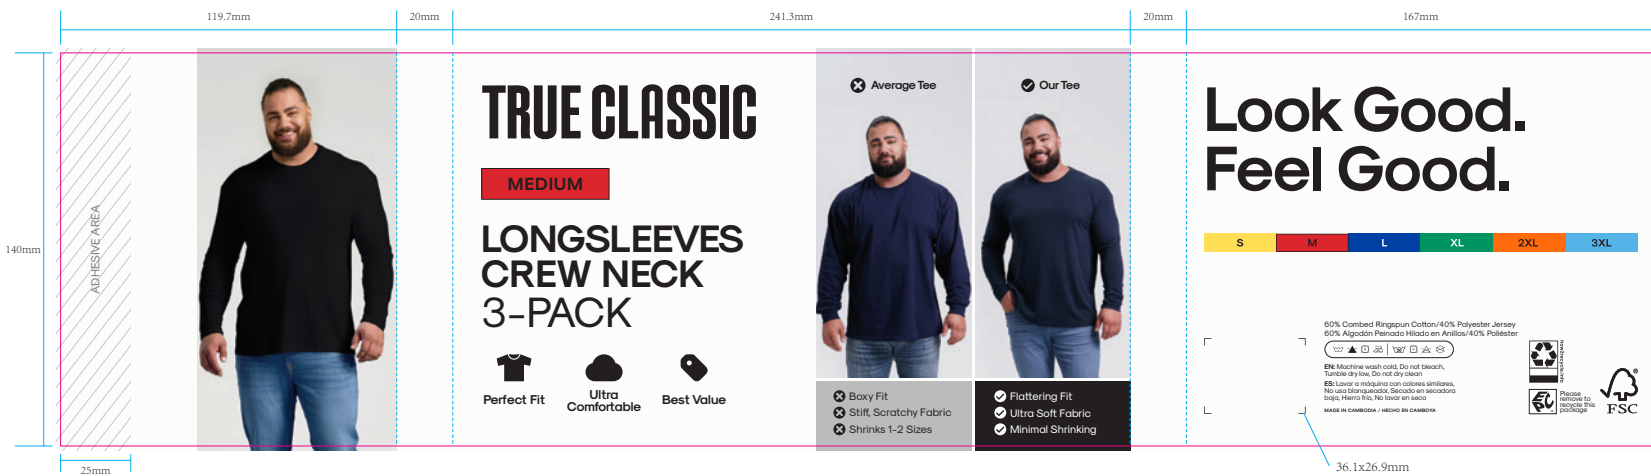 119.7mm
20mm
241.3mm
20mm
167mm
140mm
ADHESIVE AREA
25mm
TRUE CLASSIC
MEDIUM
LONGSLEEVES
CREW NECK
3-PACK
Perfect Fit
Ultra
Comfortable
Best Value
Average Tee
Boxy Fit
Stiff, Scratchy Fabric
Shrinks 1-2 Sizes
Our Tee
Flattering Fit
Ultra Soft Fabric
Minimal Shrinking
Look Good.
Feel Good.
S M L XL 2XL 3XL
60% Combed Ringspun Cotton/40% Polyester Jersey
60% Algodón Peinado Hilado en Anillos/40% Poliéster
EN: Machine wash cold, Do not bleach,
Tumble dry low, Do not dry clean
ES: Lavar a máquina con colores similares,
No usa blanqueador, Secado en secadora
baja, Hierro frío, No lavar en seco
MADE IN CAMBODIA / HECHO EN CAMBOYA
how2recycle.info
EPC
Please
remove to
recycle this
package
FSC
36.1x26.9mm